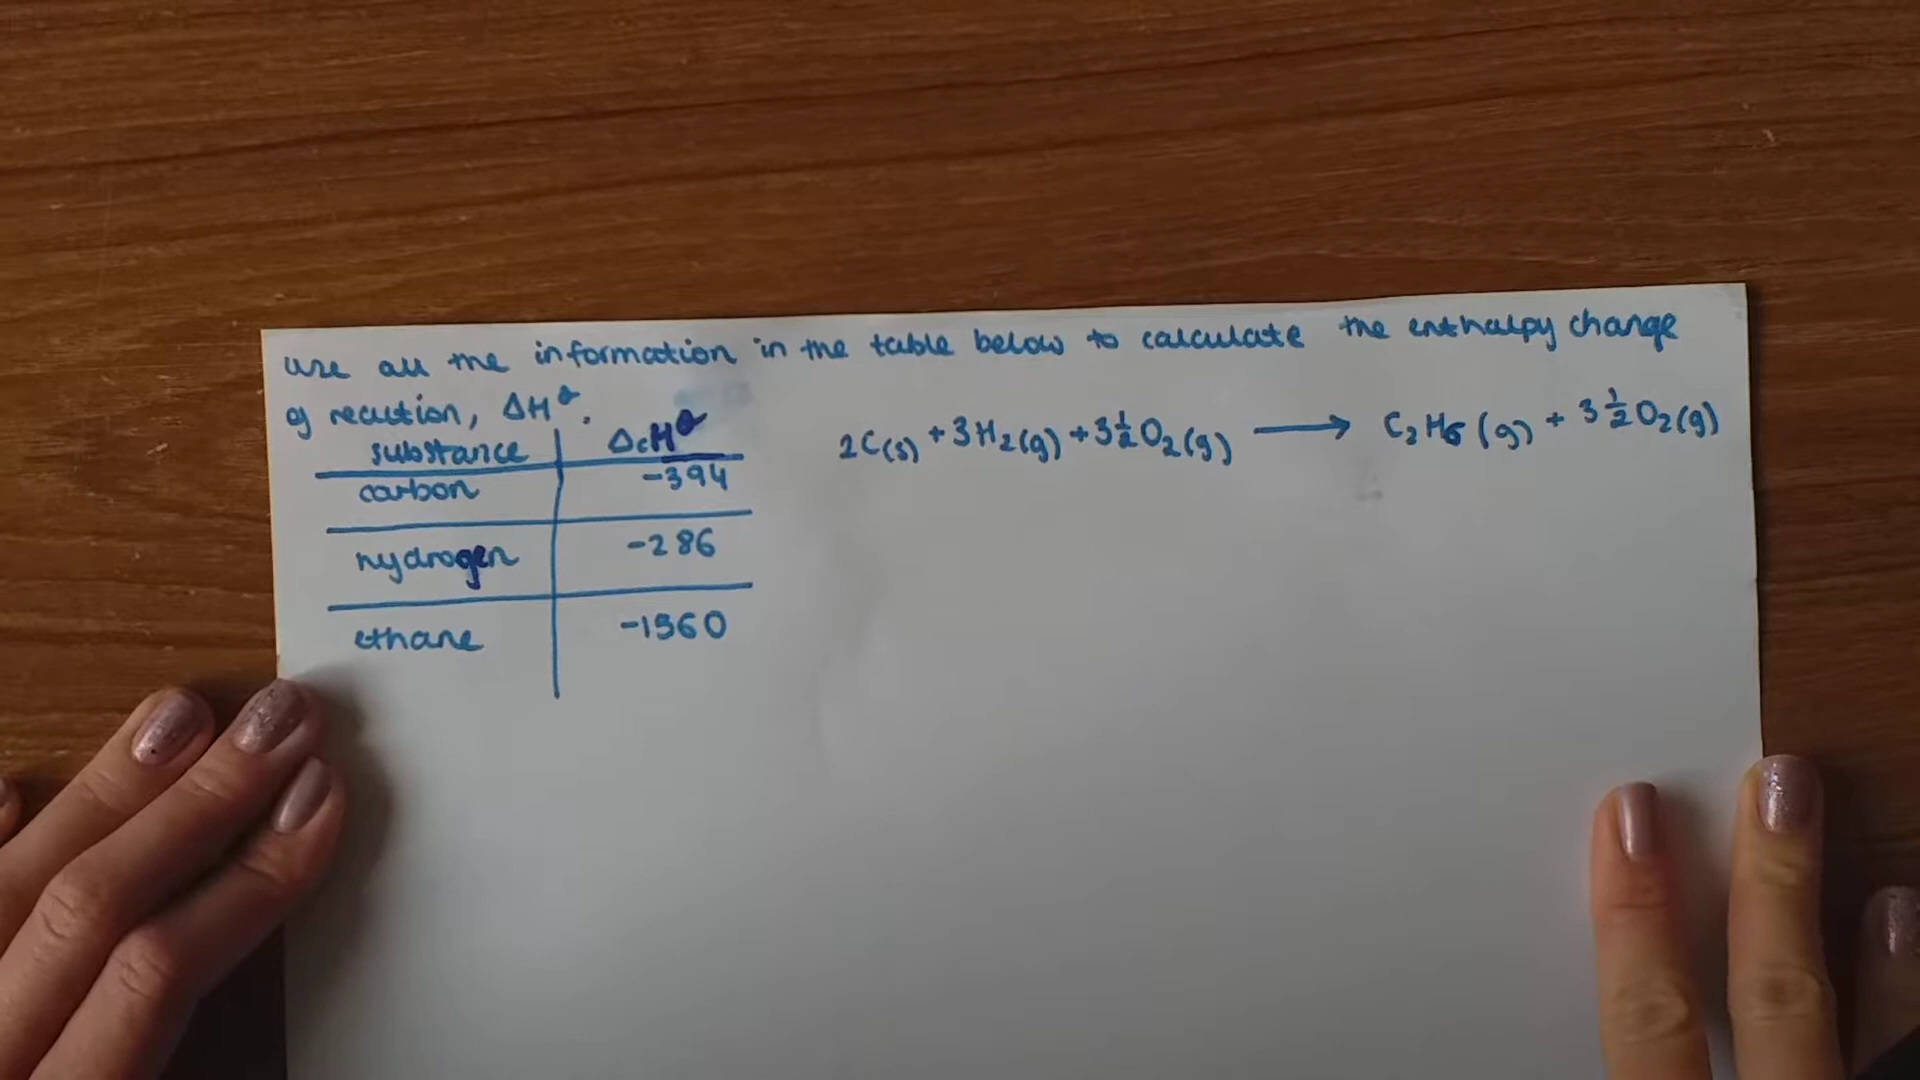 use all the information in the table below to calculate the enthalpy change
of reaction, ΔH⦵.
substance ΔcH⦵
carbon -394
hydrogen -286
ethane -1560
2C(s) + 3H₂(g) + 3½O₂(g) → C₂H₆(g) + 3½O₂(g)